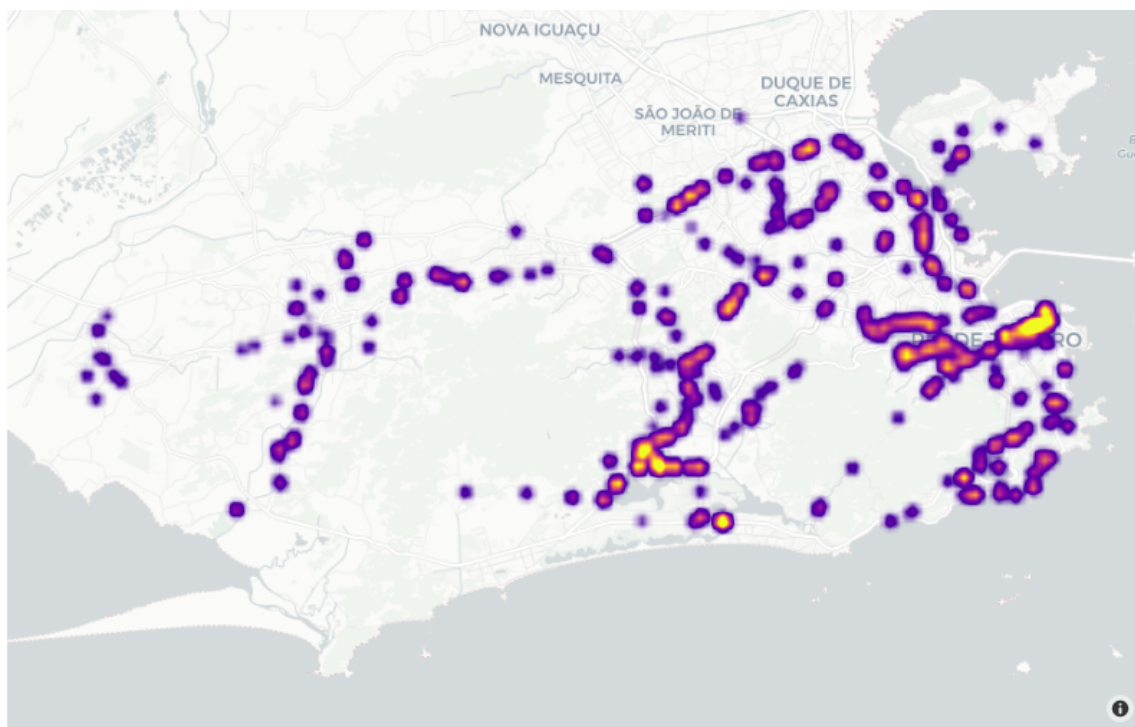 NOVA IGUAÇU
MESQUITA
DUQUE DE
CAXIAS
SÃO JOÃO DE
MERITI